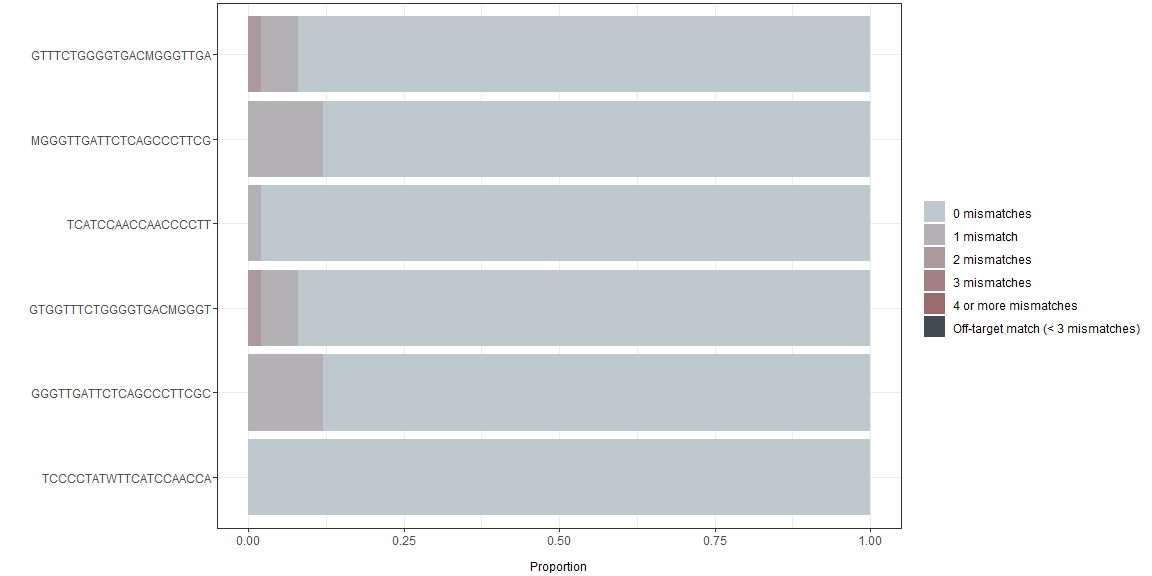 GTTTCTGGGGTGACMGGGTTGA
MGGGTTGATTCTCAGCCCTTCG
TCATCCAACCAACCCCTT
GTGGTTTCTGGGGTGACMGGGT
GGGTTGATTCTCAGCCCTTCGC
TCCCCTATWTTCATCCAACCA
0.00 0.25 0.50 0.75 1.00
Proportion
0 mismatches
1 mismatch
2 mismatches
3 mismatches
4 or more mismatches
Off-target match (< 3 mismatches)